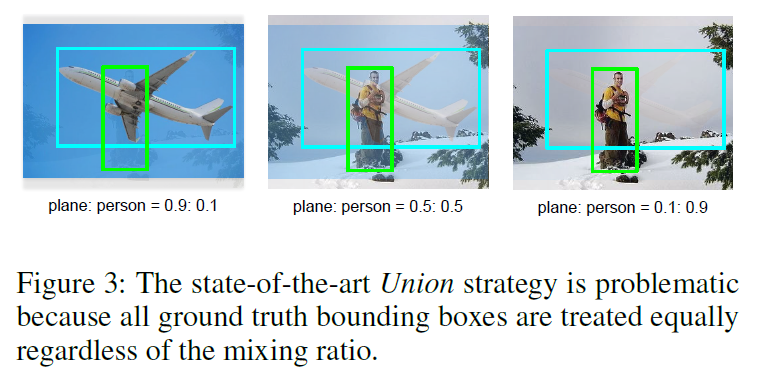 plane: person = 0.9: 0.1
plane: person = 0.5: 0.5
plane: person = 0.1: 0.9
Figure 3: The state-of-the-art Union strategy is problematic
because all ground truth bounding boxes are treated equally
regardless of the mixing ratio.